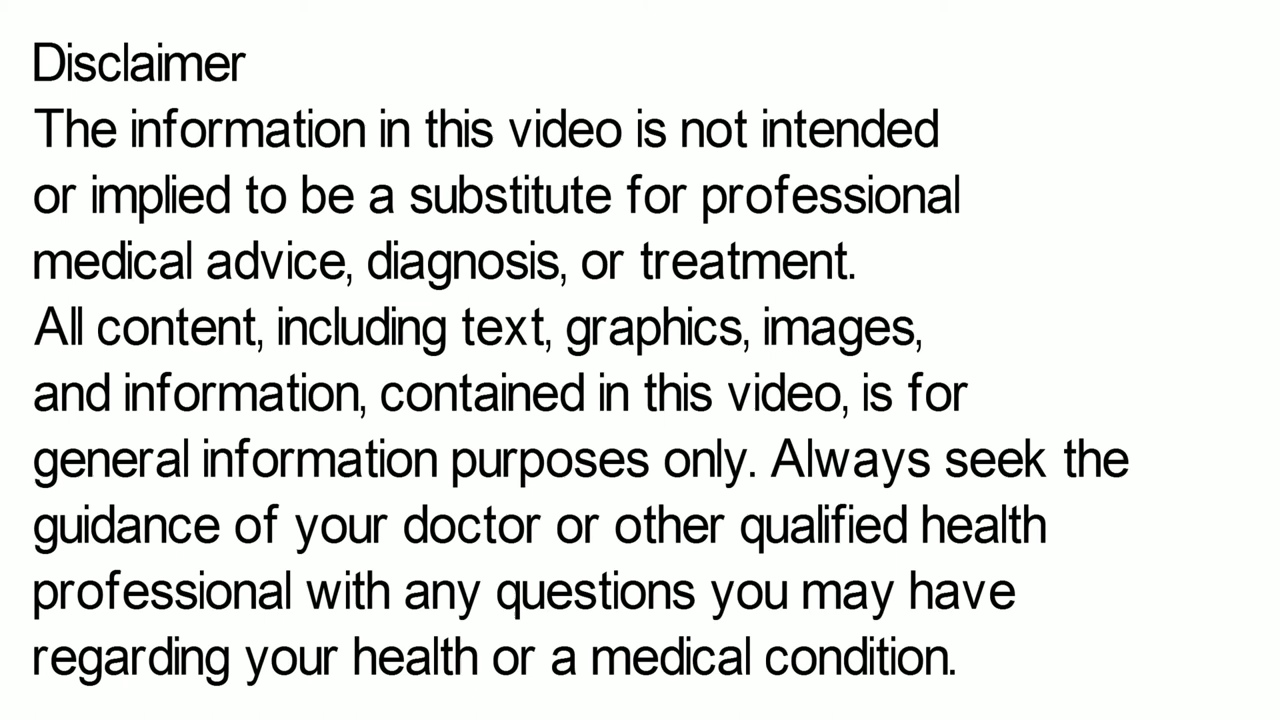 Disclaimer
The information in this video is not intended
or implied to be a substitute for professional
medical advice, diagnosis, or treatment.
All content, including text, graphics, images,
and information, contained in this video, is for
general information purposes only. Always seek the
guidance of your doctor or other qualified health
professional with any questions you may have
regarding your health or a medical condition.